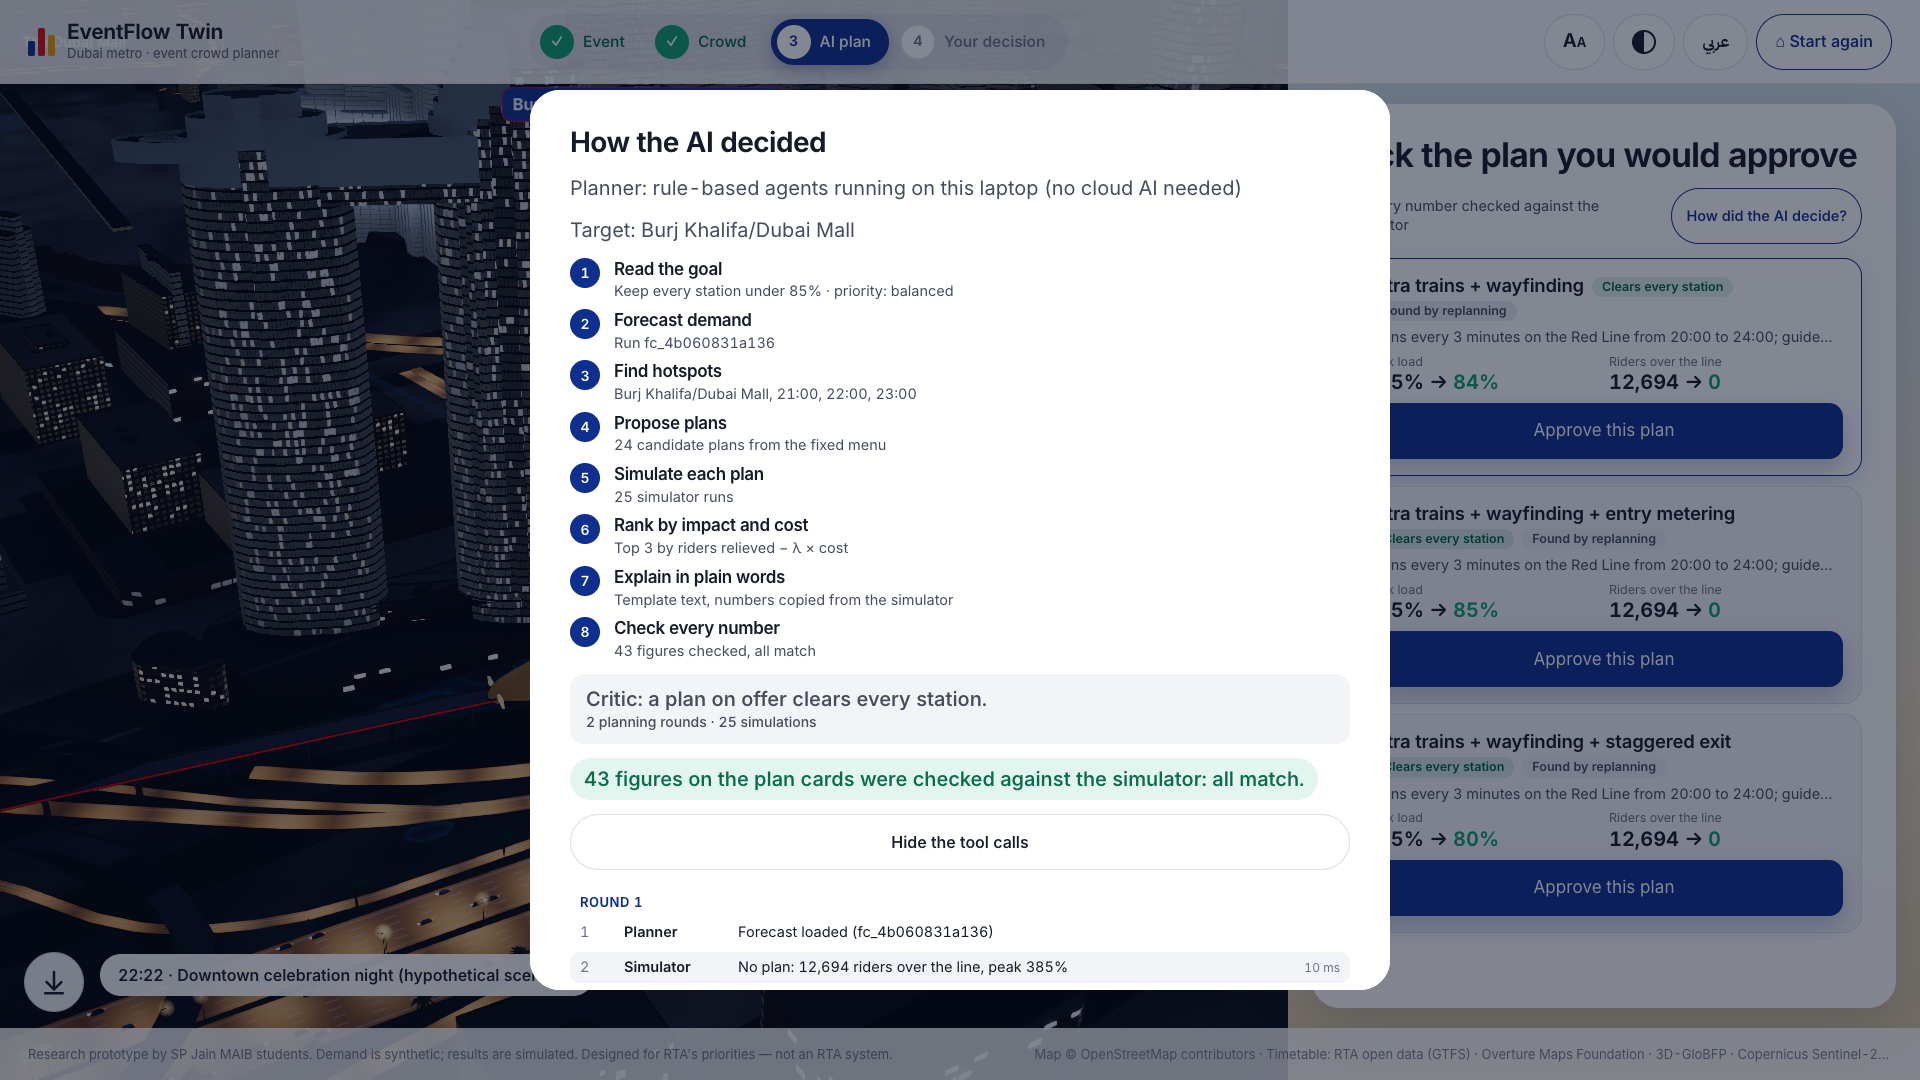 EventFlow Twin
Dubai metro · event crowd planner
Event
Crowd
3 AI plan
4 Your decision
AA
عربي
⌂ Start again
Bu
How the AI decided
Planner: rule-based agents running on this laptop (no cloud AI needed)
Target: Burj Khalifa/Dubai Mall
1 Read the goal
Keep every station under 85% · priority: balanced
2 Forecast demand
Run fc_4b060831a136
3 Find hotspots
Burj Khalifa/Dubai Mall, 21:00, 22:00, 23:00
4 Propose plans
24 candidate plans from the fixed menu
5 Simulate each plan
25 simulator runs
6 Rank by impact and cost
Top 3 by riders relieved − λ × cost
7 Explain in plain words
Template text, numbers copied from the simulator
8 Check every number
43 figures checked, all match
Critic: a plan on offer clears every station.
2 planning rounds · 25 simulations
43 figures on the plan cards were checked against the simulator: all match.
Hide the tool calls
ROUND 1
1 Planner Forecast loaded (fc_4b060831a136)
2 Simulator No plan: 12,694 riders over the line, peak 385% 10 ms
ck the plan you would approve
ry number checked against the
tor
How did the AI decide?
tra trains + wayfinding Clears every station
ound by replanning
ns every 3 minutes on the Red Line from 20:00 to 24:00; guide...
k load Riders over the line
5% → 84% 12,694 → 0
Approve this plan
tra trains + wayfinding + entry metering
Clears every station Found by replanning
ns every 3 minutes on the Red Line from 20:00 to 24:00; guide...
k load Riders over the line
5% → 85% 12,694 → 0
Approve this plan
tra trains + wayfinding + staggered exit
Clears every station Found by replanning
ns every 3 minutes on the Red Line from 20:00 to 24:00; guide...
k load Riders over the line
5% → 80% 12,694 → 0
Approve this plan
22:22 · Downtown celebration night (hypothetical sce
Research prototype by SP Jain MAIB students. Demand is synthetic; results are simulated. Designed for RTA's priorities — not an RTA system.
Map © OpenStreetMap contributors · Timetable: RTA open data (GTFS) · Overture Maps Foundation · 3D-GloBFP · Copernicus Sentinel-2...